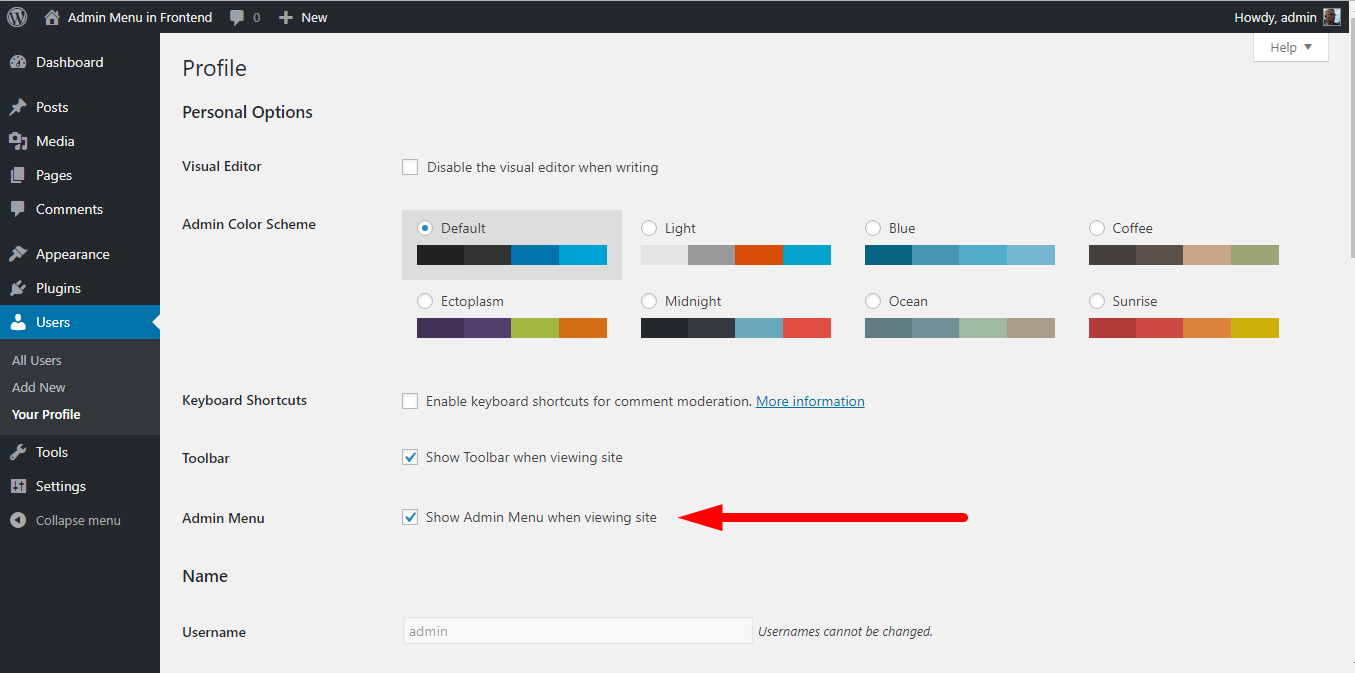 Admin Menu in Frontend 0 New Howdy, admin
Help
Dashboard
Posts
Media
Pages
Comments
Appearance
Plugins
Users
All Users
Add New
Your Profile
Tools
Settings
Collapse menu
Profile
Personal Options
Visual Editor Disable the visual editor when writing
Admin Color Scheme
Default Light Blue Coffee
Ectoplasm Midnight Ocean Sunrise
Keyboard Shortcuts Enable keyboard shortcuts for comment moderation. More information
Toolbar Show Toolbar when viewing site
Admin Menu Show Admin Menu when viewing site
Name
Username admin Usernames cannot be changed.